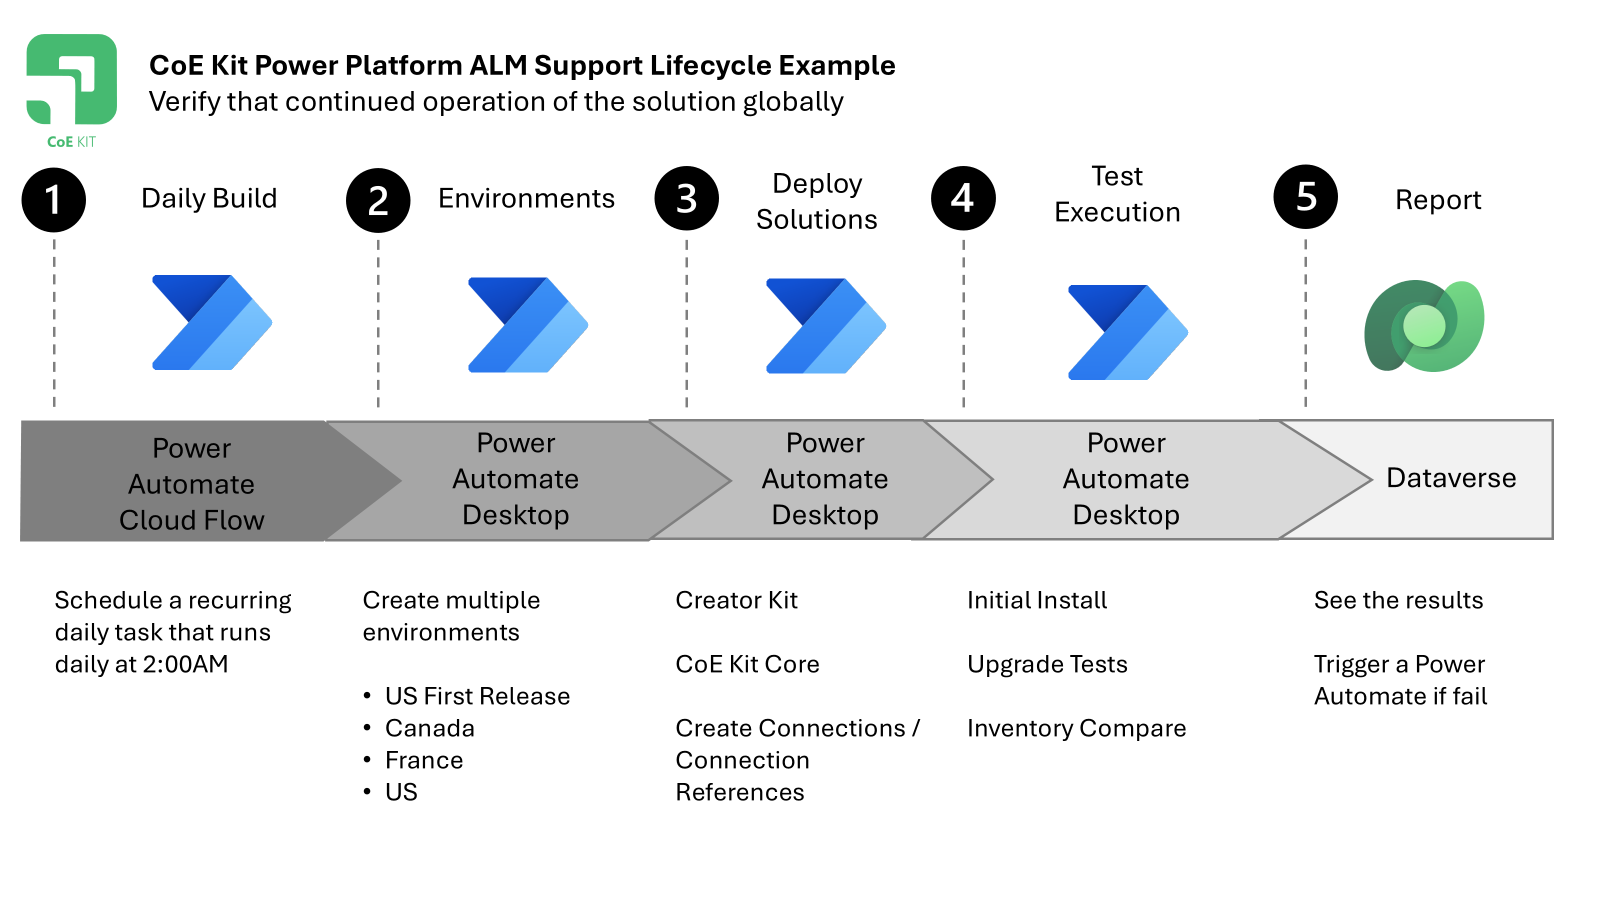 CoE Kit Power Platform ALM Support Lifecycle Example
Verify that continued operation of the solution globally
CoE KIT
1
Daily Build
2
Environments
3
Deploy
Solutions
4
Test
Execution
5
Report
Power
Automate
Cloud Flow
Power
Automate
Desktop
Power
Automate
Desktop
Power
Automate
Desktop
Dataverse
Schedule a recurring
daily task that runs
daily at 2:00AM
Create multiple
environments
• US First Release
• Canada
• France
• US
Creator Kit
CoE Kit Core
Create Connections /
Connection
References
Initial Install
Upgrade Tests
Inventory Compare
See the results
Trigger a Power
Automate if fail